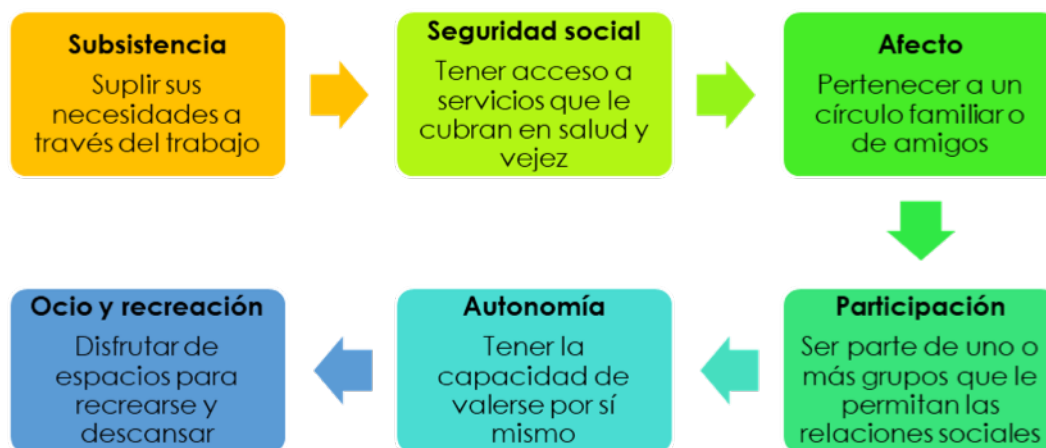 Subsistencia
Suplir sus
necesidades a
través del trabajo
Seguridad social
Tener acceso a
servicios que le
cubran en salud y
vejez
Afecto
Pertenecer a un
círculo familiar o
de amigos
Participación
Ser parte de uno o
más grupos que le
permitan las
relaciones sociales
Autonomía
Tener la
capacidad de
valerse por sí
mismo
Ocio y recreación
Disfrutar de
espacios para
recrearse y
descansar